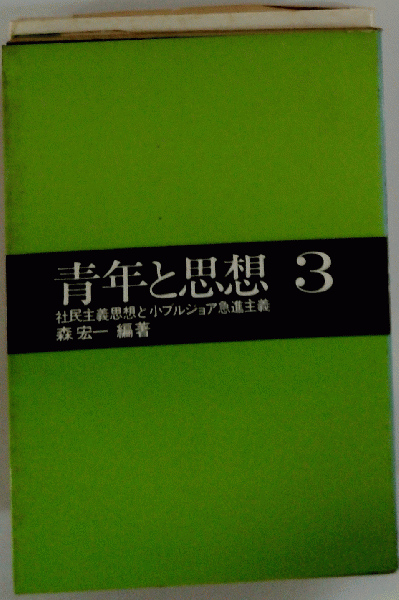 青年と思想 3
社民主義思想と小ブルジョア急進主義
森 宏一 編著